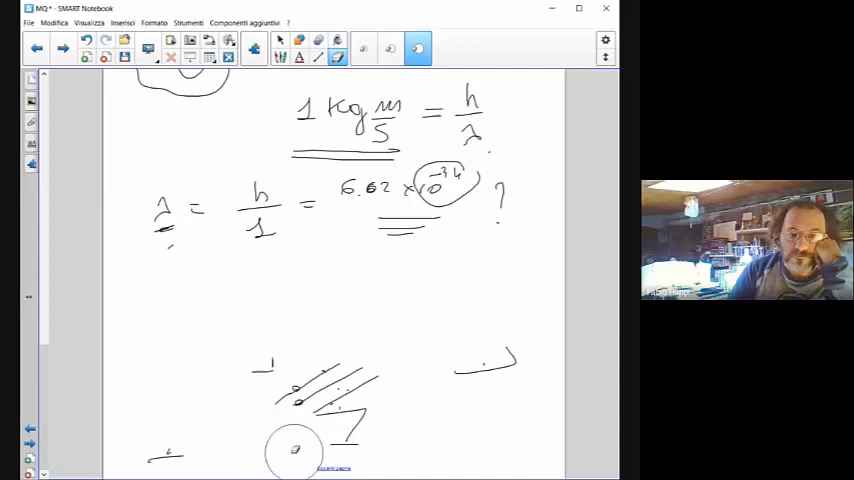 MQ* - SMART Notebook
File Modifica Visualizza Inserisci Formato Strumenti Componenti aggiuntivi ?
1 Kg m/s = h/λ
λ = h/1 = 6.62 × 10^-34 ?